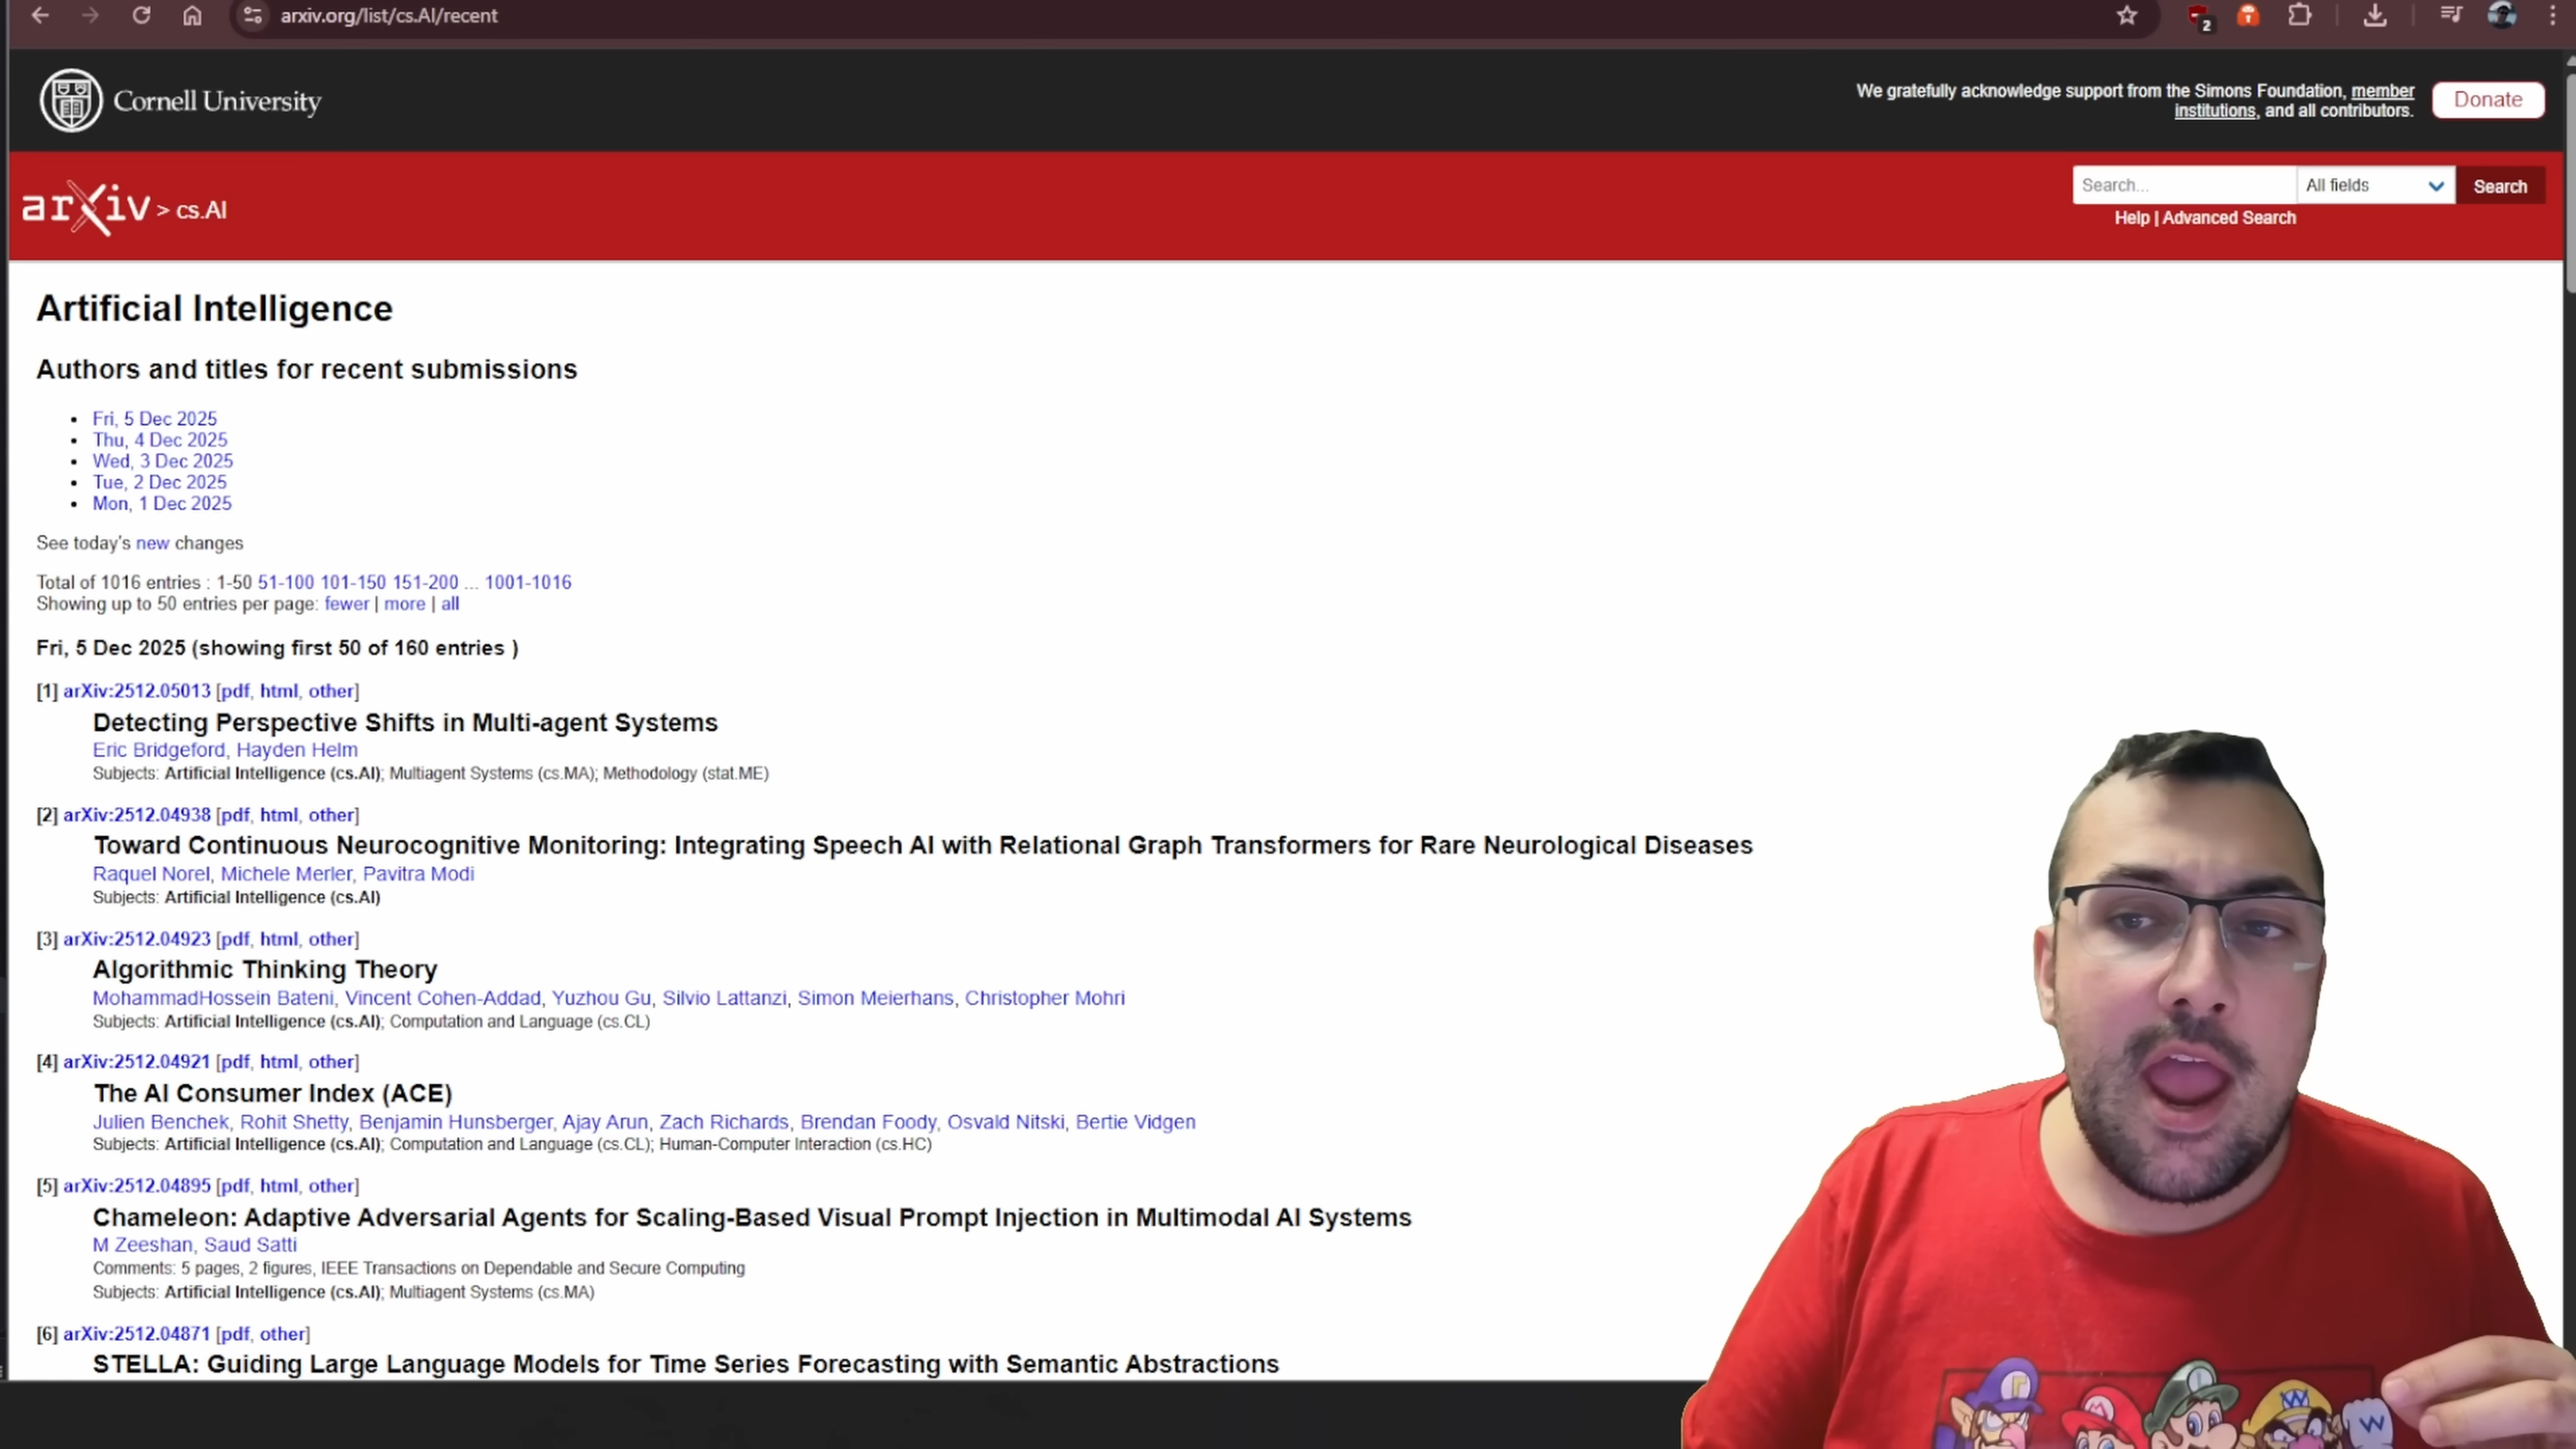 arxiv.org/list/cs.AI/recent
2
Cornell University
We gratefully acknowledge support from the Simons Foundation, member
institutions, and all contributors.
Donate
arXiv > cs.AI
Search...
All fields
Search
Help | Advanced Search
Artificial Intelligence
Authors and titles for recent submissions
• Fri, 5 Dec 2025
• Thu, 4 Dec 2025
• Wed, 3 Dec 2025
• Tue, 2 Dec 2025
• Mon, 1 Dec 2025
See today's new changes
Total of 1016 entries : 1-50 51-100 101-150 151-200 ... 1001-1016
Showing up to 50 entries per page: fewer | more | all
Fri, 5 Dec 2025 (showing first 50 of 160 entries )
[1] arXiv:2512.05013 [pdf, html, other]
Detecting Perspective Shifts in Multi-agent Systems
Eric Bridgeford, Hayden Helm
Subjects: Artificial Intelligence (cs.AI); Multiagent Systems (cs.MA); Methodology (stat.ME)
[2] arXiv:2512.04938 [pdf, html, other]
Toward Continuous Neurocognitive Monitoring: Integrating Speech AI with Relational Graph Transformers for Rare Neurological Diseases
Raquel Norel, Michele Merler, Pavitra Modi
Subjects: Artificial Intelligence (cs.AI)
[3] arXiv:2512.04923 [pdf, html, other]
Algorithmic Thinking Theory
MohammadHossein Bateni, Vincent Cohen-Addad, Yuzhou Gu, Silvio Lattanzi, Simon Meierhans, Christopher Mohri
Subjects: Artificial Intelligence (cs.AI); Computation and Language (cs.CL)
[4] arXiv:2512.04921 [pdf, html, other]
The AI Consumer Index (ACE)
Julien Benchek, Rohit Shetty, Benjamin Hunsberger, Ajay Arun, Zach Richards, Brendan Foody, Osvald Nitski, Bertie Vidgen
Subjects: Artificial Intelligence (cs.AI); Computation and Language (cs.CL); Human-Computer Interaction (cs.HC)
[5] arXiv:2512.04895 [pdf, html, other]
Chameleon: Adaptive Adversarial Agents for Scaling-Based Visual Prompt Injection in Multimodal AI Systems
M Zeeshan, Saud Satti
Comments: 5 pages, 2 figures, IEEE Transactions on Dependable and Secure Computing
Subjects: Artificial Intelligence (cs.AI); Multiagent Systems (cs.MA)
[6] arXiv:2512.04871 [pdf, other]
STELLA: Guiding Large Language Models for Time Series Forecasting with Semantic Abstractions
M
L
W
W